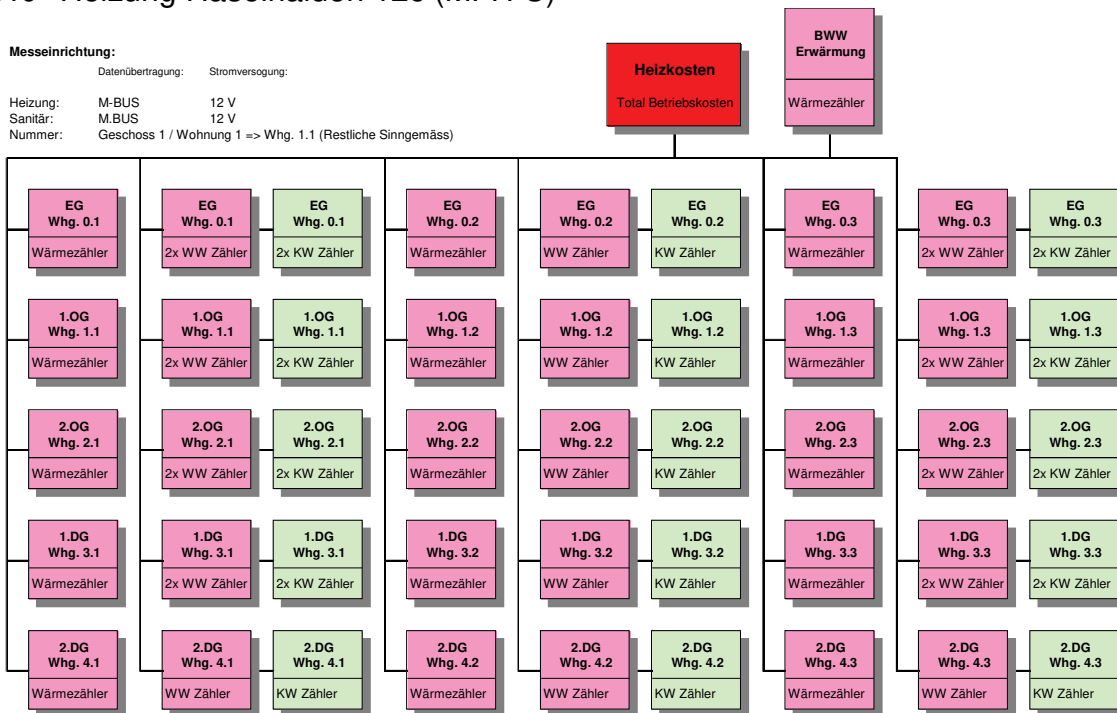 Messeinrichtung:
Datenübertragung: Stromversogung:
Heizung: M-BUS 12 V
Sanitär: M.BUS 12 V
Nummer: Geschoss 1 / Wohnung 1 => Whg. 1.1 (Restliche Sinngemäss)
Heizkosten
Total Betriebskosten
BWW
Erwärmung
Wärmezähler
EG EG EG EG EG EG EG EG EG
Whg. 0.1 Whg. 0.1 Whg. 0.1 Whg. 0.2 Whg. 0.2 Whg. 0.2 Whg. 0.3 Whg. 0.3 Whg. 0.3
Wärmezähler 2x WW Zähler 2x KW Zähler Wärmezähler WW Zähler KW Zähler Wärmezähler 2x WW Zähler 2x KW Zähler
1.OG 1.OG 1.OG 1.OG 1.OG 1.OG 1.OG 1.OG 1.OG
Whg. 1.1 Whg. 1.1 Whg. 1.1 Whg. 1.2 Whg. 1.2 Whg. 1.2 Whg. 1.3 Whg. 1.3 Whg. 1.3
Wärmezähler 2x WW Zähler 2x KW Zähler Wärmezähler WW Zähler KW Zähler Wärmezähler 2x WW Zähler 2x KW Zähler
2.OG 2.OG 2.OG 2.OG 2.OG 2.OG 2.OG 2.OG 2.OG
Whg. 2.1 Whg. 2.1 Whg. 2.1 Whg. 2.2 Whg. 2.2 Whg. 2.2 Whg. 2.3 Whg. 2.3 Whg. 2.3
Wärmezähler 2x WW Zähler 2x KW Zähler Wärmezähler WW Zähler KW Zähler Wärmezähler 2x WW Zähler 2x KW Zähler
1.DG 1.DG 1.DG 1.DG 1.DG 1.DG 1.DG 1.DG 1.DG
Whg. 3.1 Whg. 3.1 Whg. 3.1 Whg. 3.2 Whg. 3.2 Whg. 3.2 Whg. 3.3 Whg. 3.3 Whg. 3.3
Wärmezähler 2x WW Zähler 2x KW Zähler Wärmezähler WW Zähler KW Zähler Wärmezähler 2x WW Zähler 2x KW Zähler
2.DG 2.DG 2.DG 2.DG 2.DG 2.DG 2.DG 2.DG 2.DG
Whg. 4.1 Whg. 4.1 Whg. 4.1 Whg. 4.2 Whg. 4.2 Whg. 4.2 Whg. 4.3 Whg. 4.3 Whg. 4.3
Wärmezähler WW Zähler KW Zähler Wärmezähler WW Zähler KW Zähler Wärmezähler WW Zähler KW Zähler